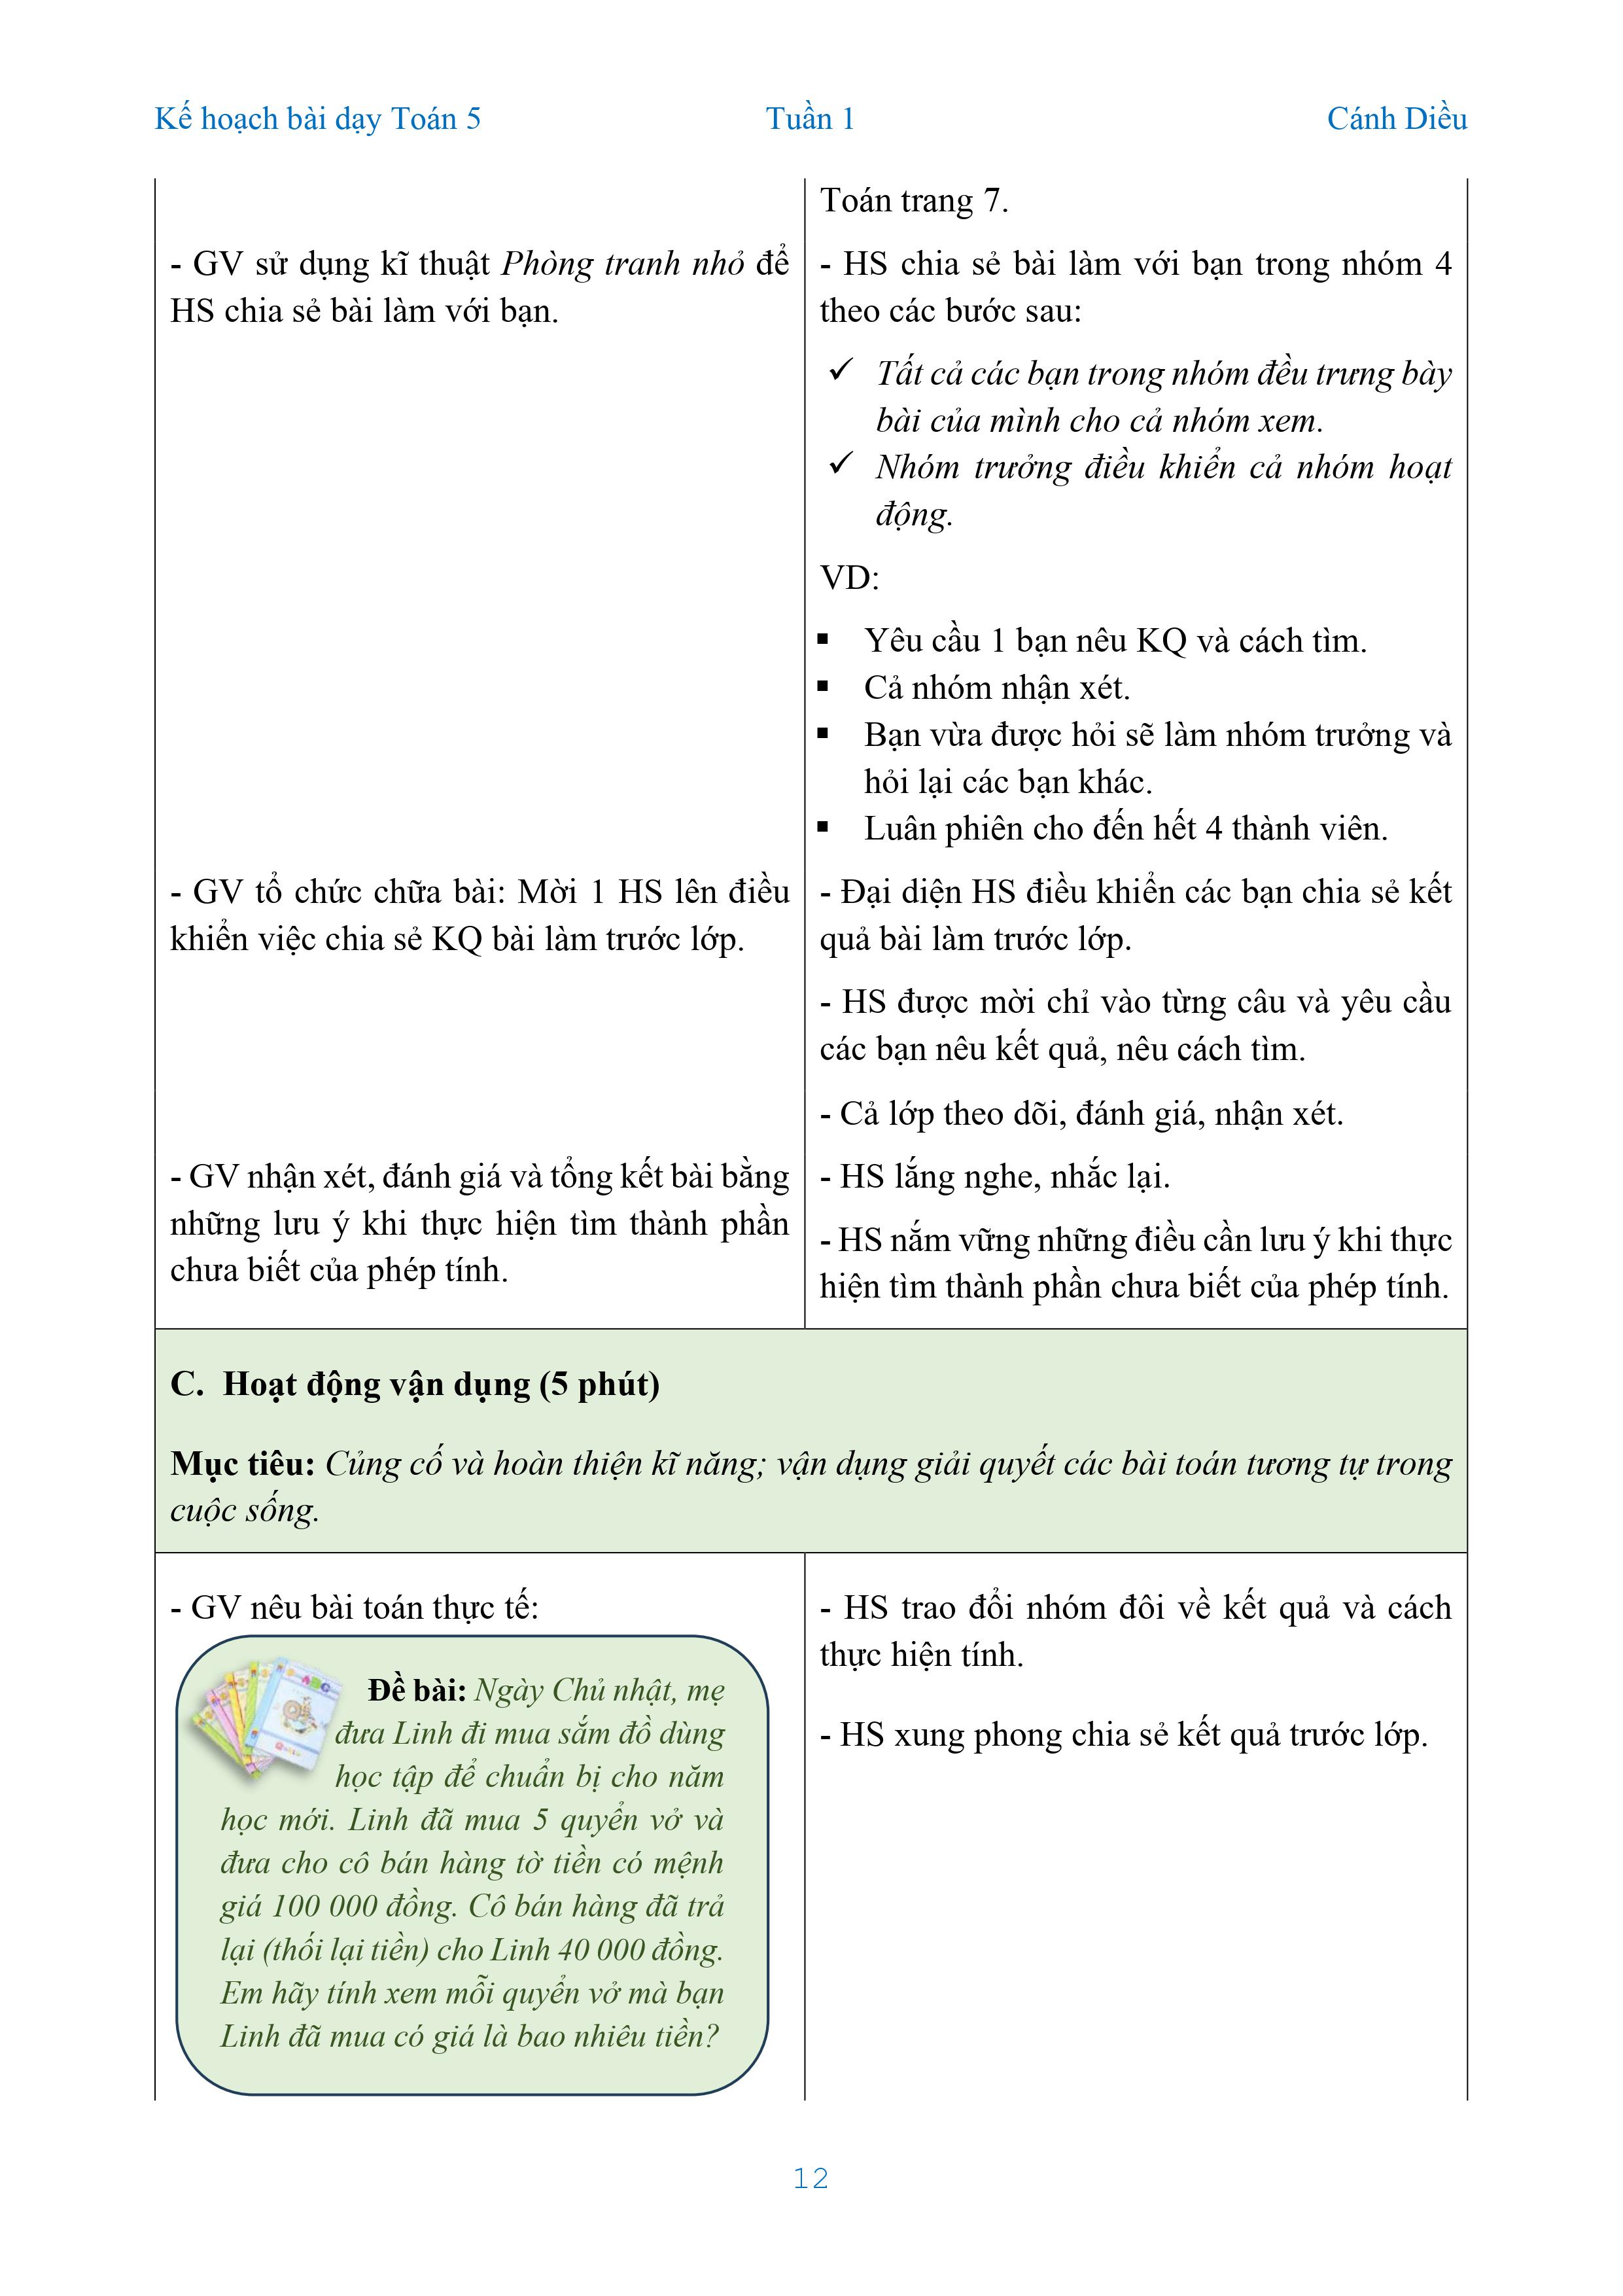 Kế hoạch bài dạy Toán 5 Tuần 1 Cánh Diều
Toán trang 7.
- GV sử dụng kĩ thuật Phòng tranh nhỏ để
HS chia sẻ bài làm với bạn.
- HS chia sẻ bài làm với bạn trong nhóm 4
theo các bước sau:
✓ Tất cả các bạn trong nhóm đều trưng bày
bài của mình cho cả nhóm xem.
✓ Nhóm trưởng điều khiển cả nhóm hoạt
động.
VD:
▪ Yêu cầu 1 bạn nêu KQ và cách tìm.
▪ Cả nhóm nhận xét.
▪ Bạn vừa được hỏi sẽ làm nhóm trưởng và
hỏi lại các bạn khác.
▪ Luân phiên cho đến hết 4 thành viên.
- GV tổ chức chữa bài: Mời 1 HS lên điều
khiển việc chia sẻ KQ bài làm trước lớp.
- Đại diện HS điều khiển các bạn chia sẻ kết
quả bài làm trước lớp.
- HS được mời chỉ vào từng câu và yêu cầu
các bạn nêu kết quả, nêu cách tìm.
- Cả lớp theo dõi, đánh giá, nhận xét.
- GV nhận xét, đánh giá và tổng kết bài bằng
những lưu ý khi thực hiện tìm thành phần
chưa biết của phép tính.
- HS lắng nghe, nhắc lại.
- HS nắm vững những điều cần lưu ý khi thực
hiện tìm thành phần chưa biết của phép tính.
C. Hoạt động vận dụng (5 phút)
Mục tiêu: Củng cố và hoàn thiện kĩ năng; vận dụng giải quyết các bài toán tương tự trong
cuộc sống.
- GV nêu bài toán thực tế:
Đề bài: Ngày Chủ nhật, mẹ
đưa Linh đi mua sắm đồ dùng
học tập để chuẩn bị cho năm
học mới. Linh đã mua 5 quyển vở và
đưa cho cô bán hàng tờ tiền có mệnh
giá 100 000 đồng. Cô bán hàng đã trả
lại (thối lại tiền) cho Linh 40 000 đồng.
Em hãy tính xem mỗi quyển vở mà bạn
Linh đã mua có giá là bao nhiêu tiền?
- HS trao đổi nhóm đôi về kết quả và cách
thực hiện tính.
- HS xung phong chia sẻ kết quả trước lớp.
12